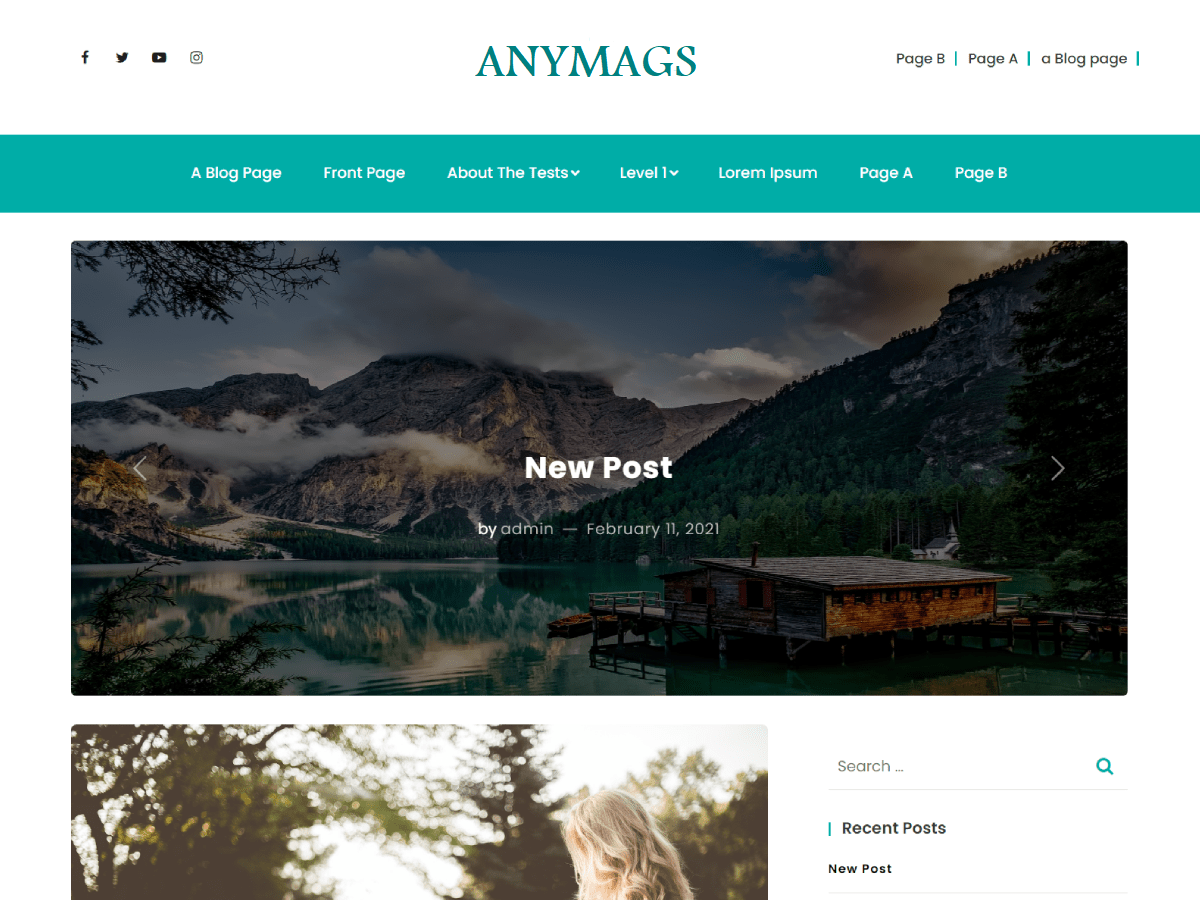 ANYMAGS
Page B
Page A
a Blog page
A Blog Page
Front Page
About The Tests
Level 1
Lorem Ipsum
Page A
Page B
New Post
by admin — February 11, 2021
Search ...
Recent Posts
New Post